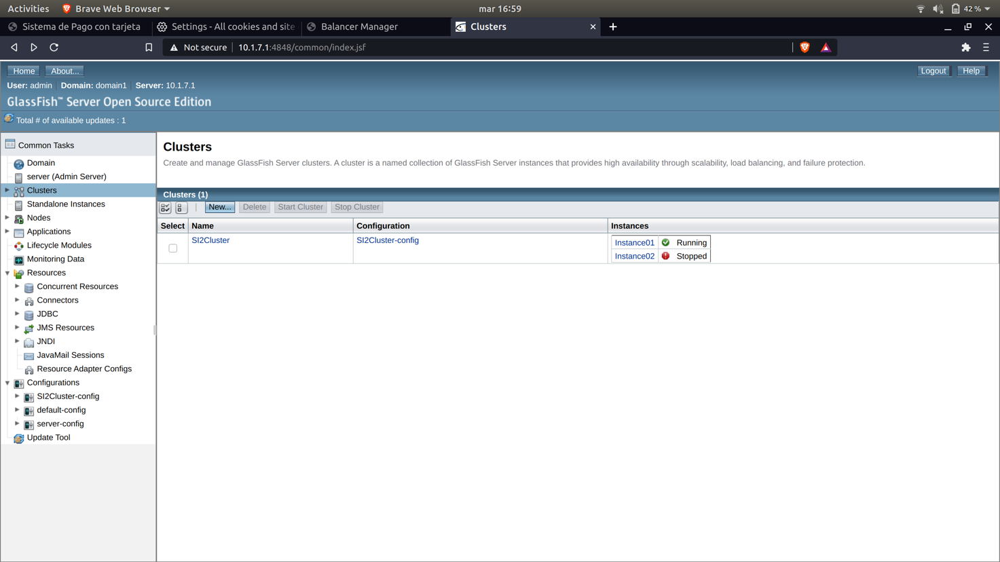 Activities Brave Web Browser mar 16:59 42 %
Sistema de Pago con tarjeta Settings - All cookies and site Balancer Manager Clusters
Not secure 10.1.7.1:4848/common/index.jsf
Home About... Logout Help
User: admin Domain: domain1 Server: 10.1.7.1
GlassFish™ Server Open Source Edition
Total # of available updates : 1
Common Tasks
Domain
server (Admin Server)
Clusters
Standalone Instances
Nodes
Applications
Lifecycle Modules
Monitoring Data
Resources
Concurrent Resources
Connectors
JDBC
JMS Resources
JNDI
JavaMail Sessions
Resource Adapter Configs
Configurations
SI2Cluster-config
default-config
server-config
Update Tool
Clusters
Create and manage GlassFish Server clusters. A cluster is a named collection of GlassFish Server instances that provides high availability through scalability, load balancing, and failure protection.
Clusters (1)
New... Delete Start Cluster Stop Cluster
Select Name Configuration Instances
SI2Cluster SI2Cluster-config Instance01 Running
Instance02 Stopped